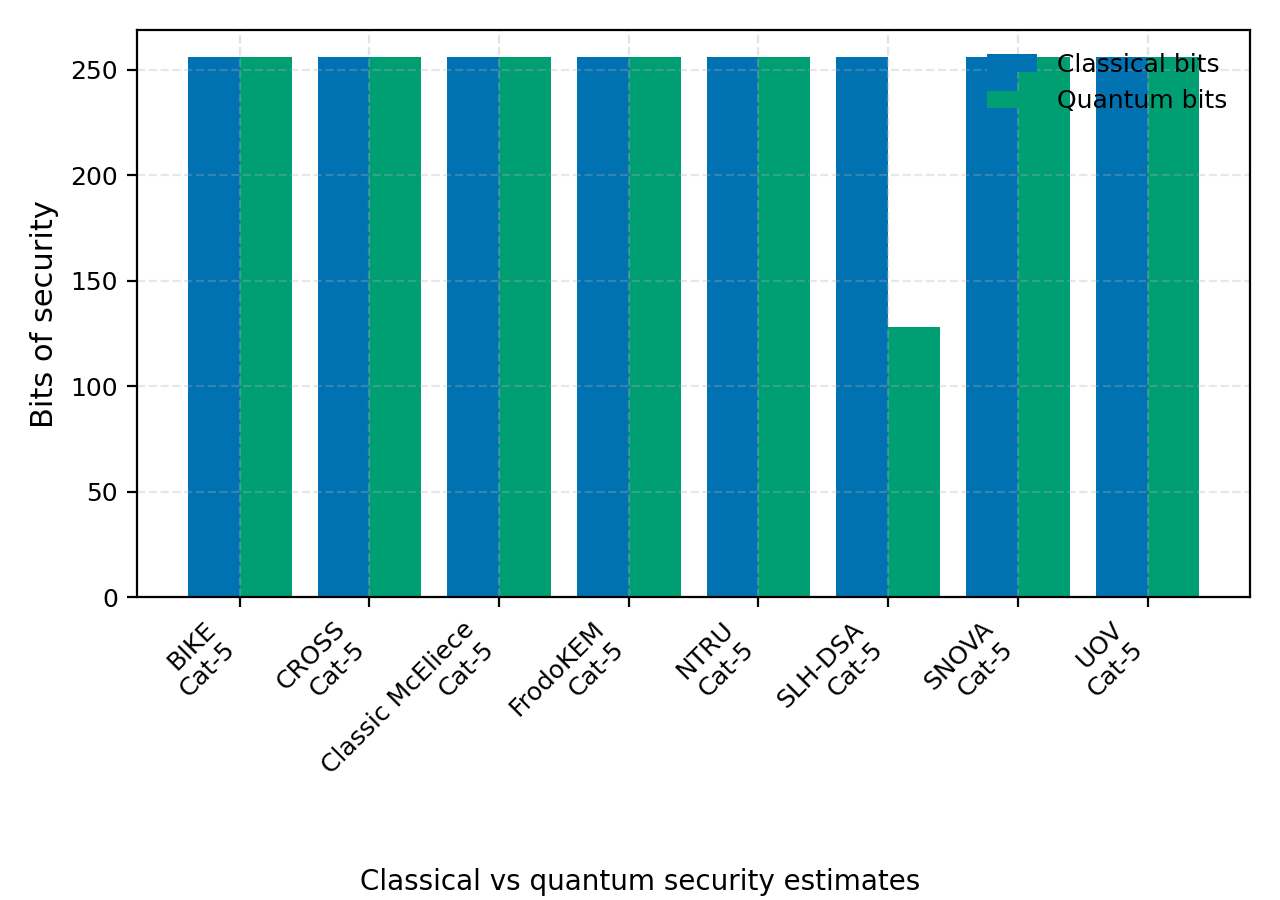 Bits of security
250
200
150
100
50
0
Classical bits
Quantum bits
BIKE
Cat-5
CROSS
Cat-5
Classic McEliece
Cat-5
FrodoKEM
Cat-5
NTRU
Cat-5
SLH-DSA
Cat-5
SNOVA
Cat-5
UOV
Cat-5
Classical vs quantum security estimates